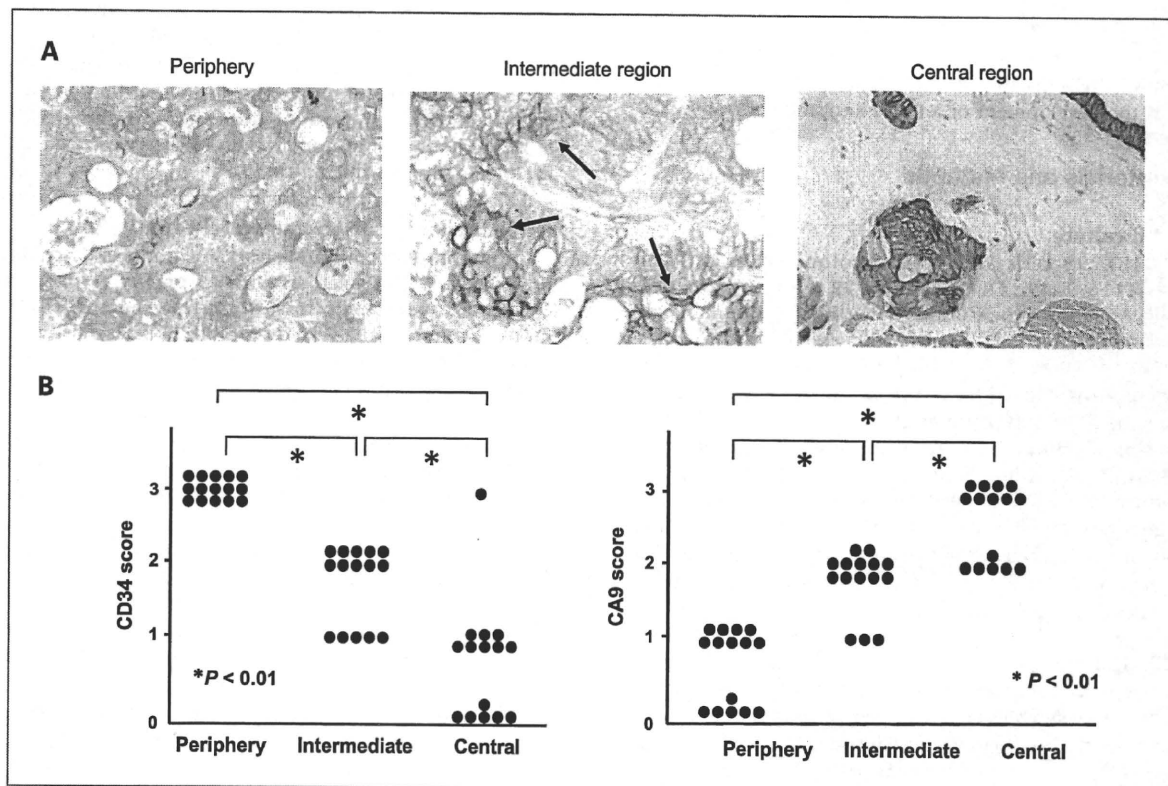 A
Periphery
Intermediate region
Central region
B
*
* *
CD34 score
3
2
1
0
*P < 0.01
Periphery Intermediate Central
*
* *
CA9 score
3
2
1
0
* P < 0.01
Periphery Intermediate Central